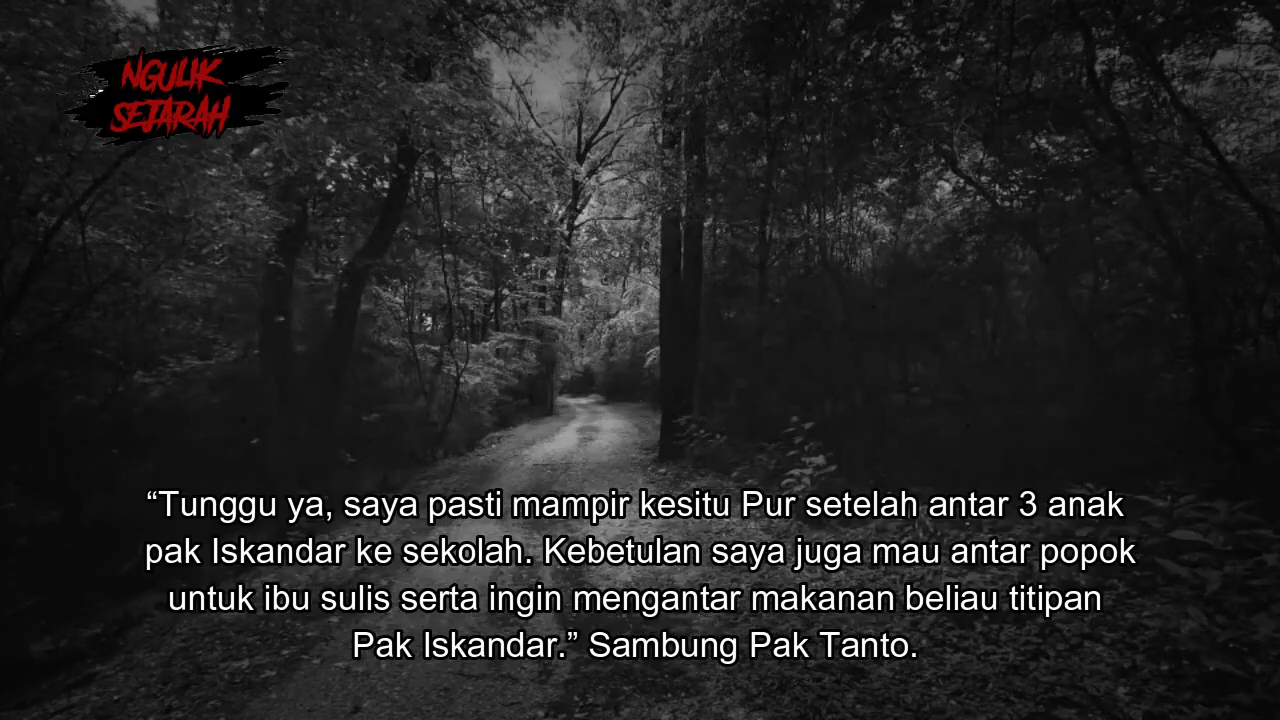 NGULIK
SEJARAH
“Tunggu ya, saya pasti mampir kesitu Pur setelah antar 3 anak
pak Iskandar ke sekolah. Kebetulan saya juga mau antar popok
untuk ibu sulis serta ingin mengantar makanan beliau titipan
Pak Iskandar.” Sambung Pak Tanto.